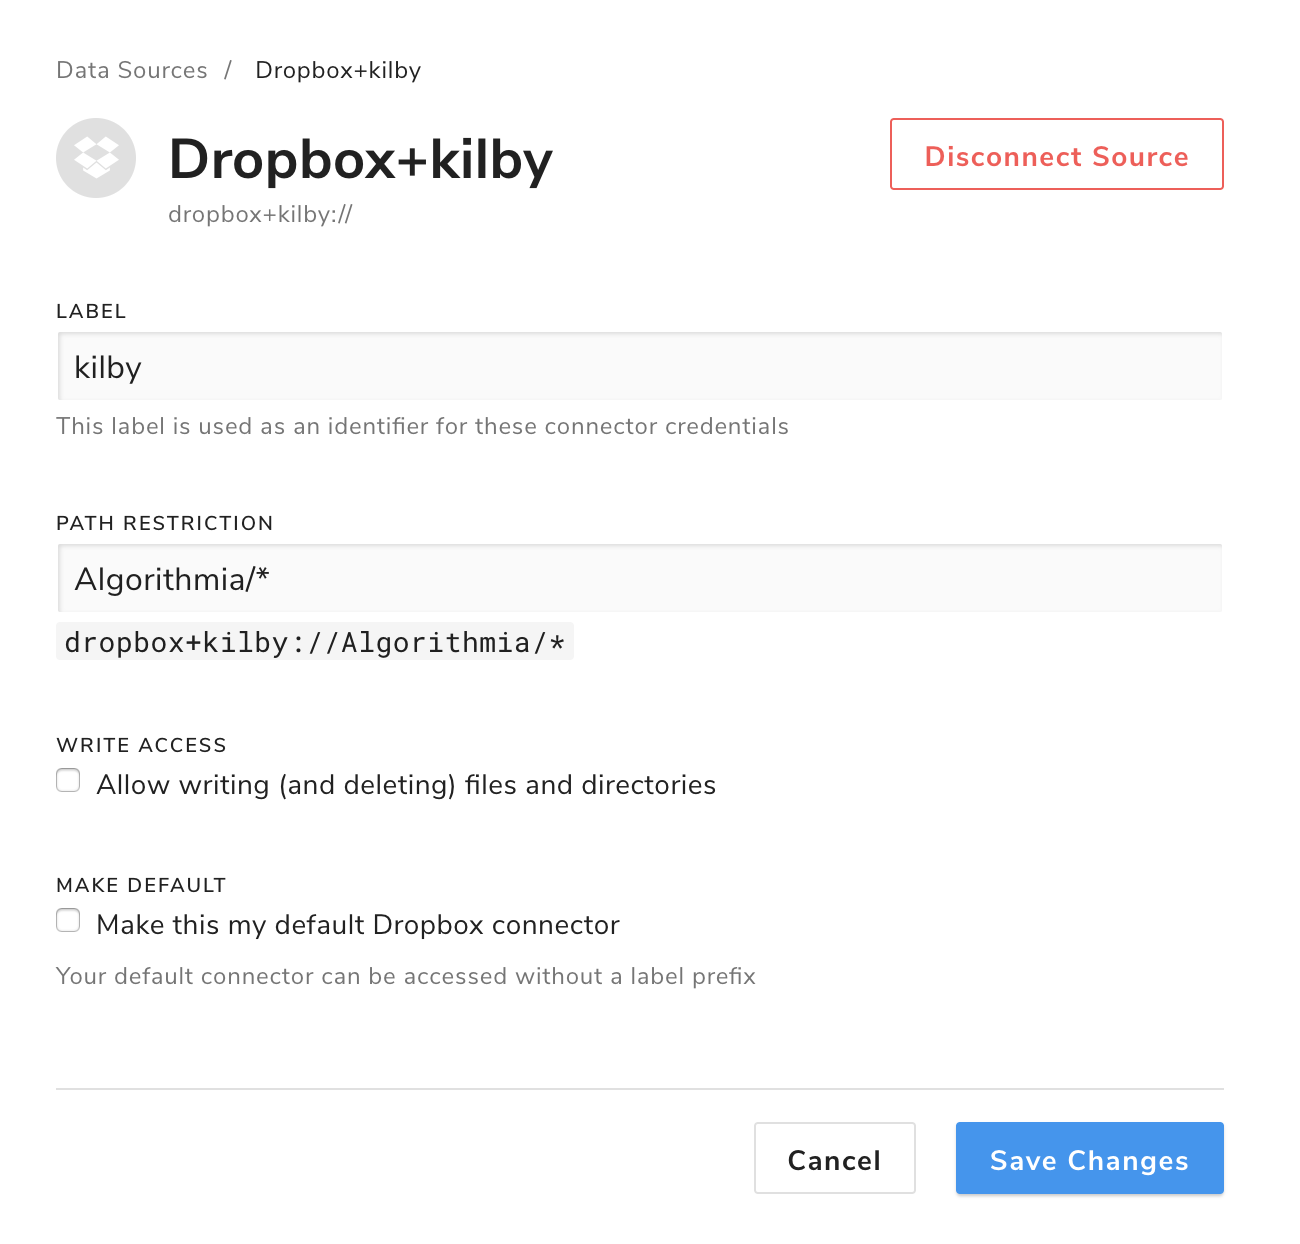 Data Sources / Dropbox+kilby
Dropbox+kilby
Disconnect Source
dropbox+kilby://
LABEL
kilby
This label is used as an identifier for these connector credentials
PATH RESTRICTION
Algorithmia/*
dropbox+kilby://Algorithmia/*
WRITE ACCESS
Allow writing (and deleting) files and directories
MAKE DEFAULT
Make this my default Dropbox connector
Your default connector can be accessed without a label prefix
Cancel
Save Changes